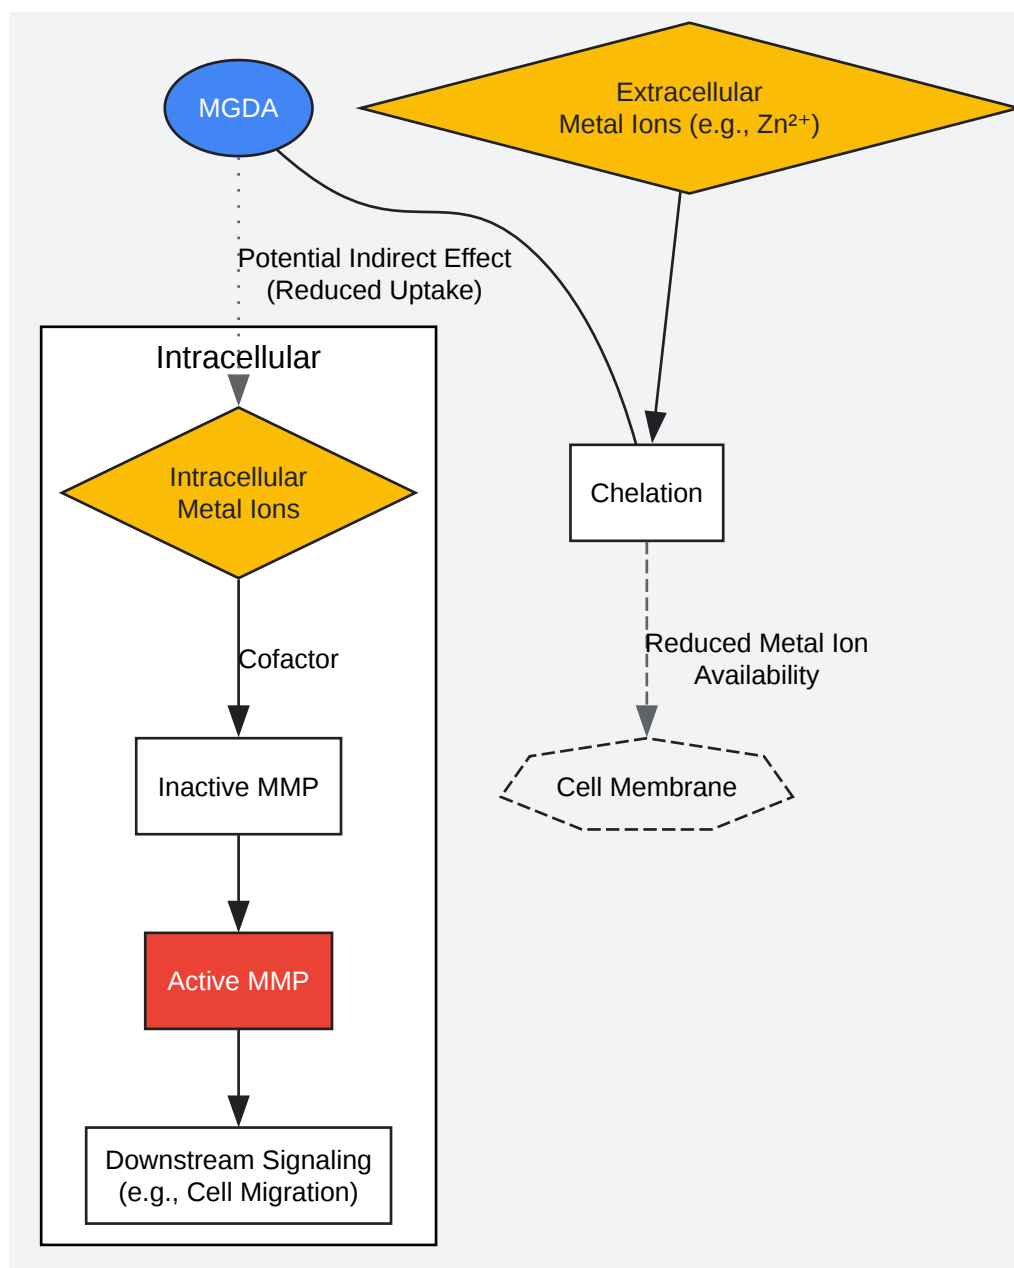 MGDA
Extracellular
Metal Ions (e.g., Zn²⁺)
Potential Indirect Effect
(Reduced Uptake)
Intracellular
Intracellular
Metal Ions
Chelation
Cofactor
Reduced Metal Ion
Availability
Inactive MMP
Cell Membrane
Active MMP
Downstream Signaling
(e.g., Cell Migration)